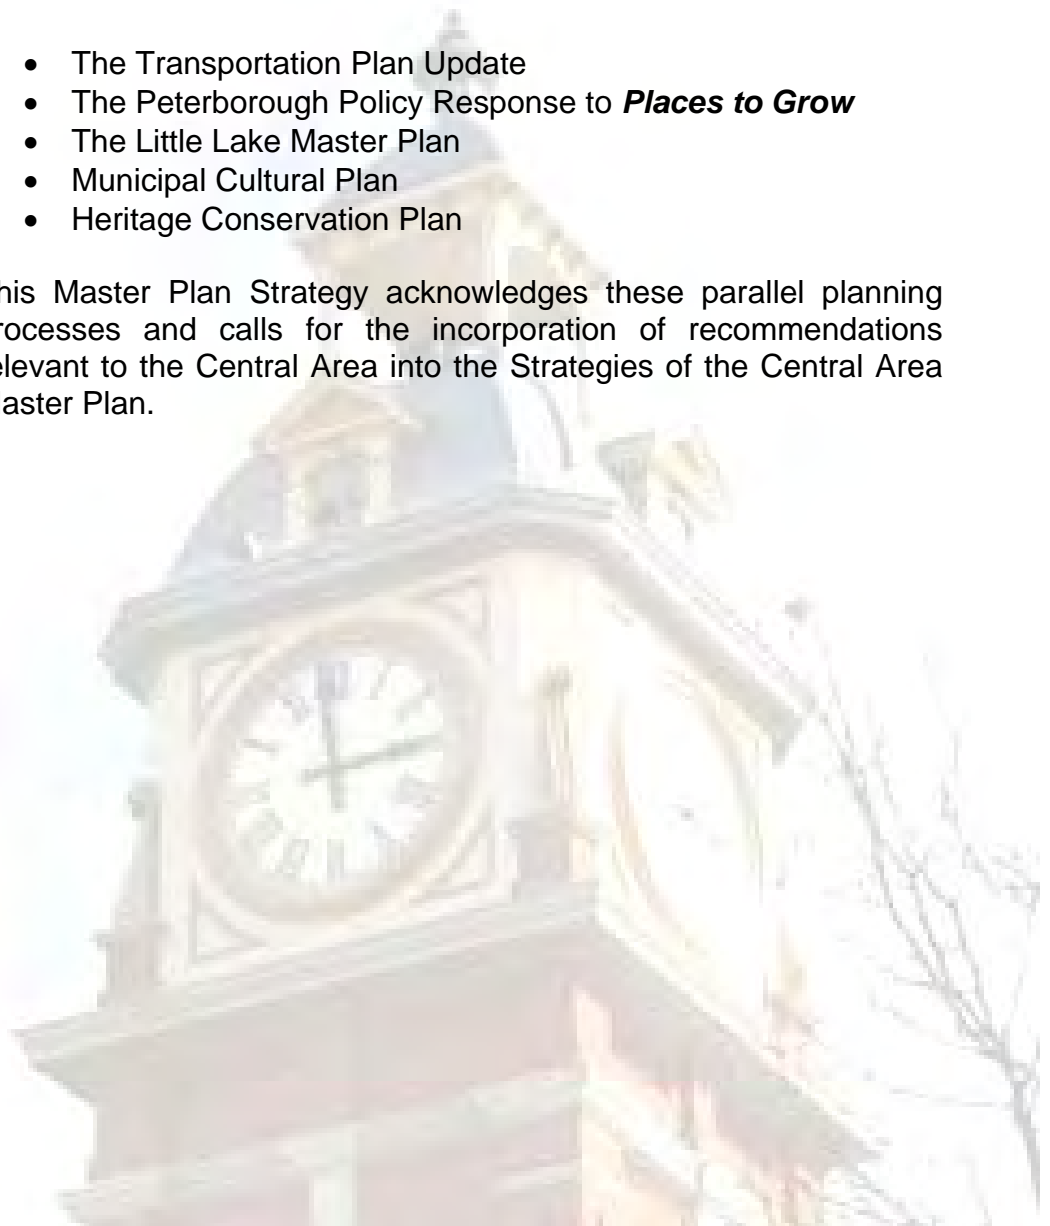 • The Transportation Plan Update
• The Peterborough Policy Response to Places to Grow
• The Little Lake Master Plan
• Municipal Cultural Plan
• Heritage Conservation Plan
his Master Plan Strategy acknowledges these parallel planning
rocesses and calls for the incorporation of recommendations
elevant to the Central Area into the Strategies of the Central Area
aster Plan.